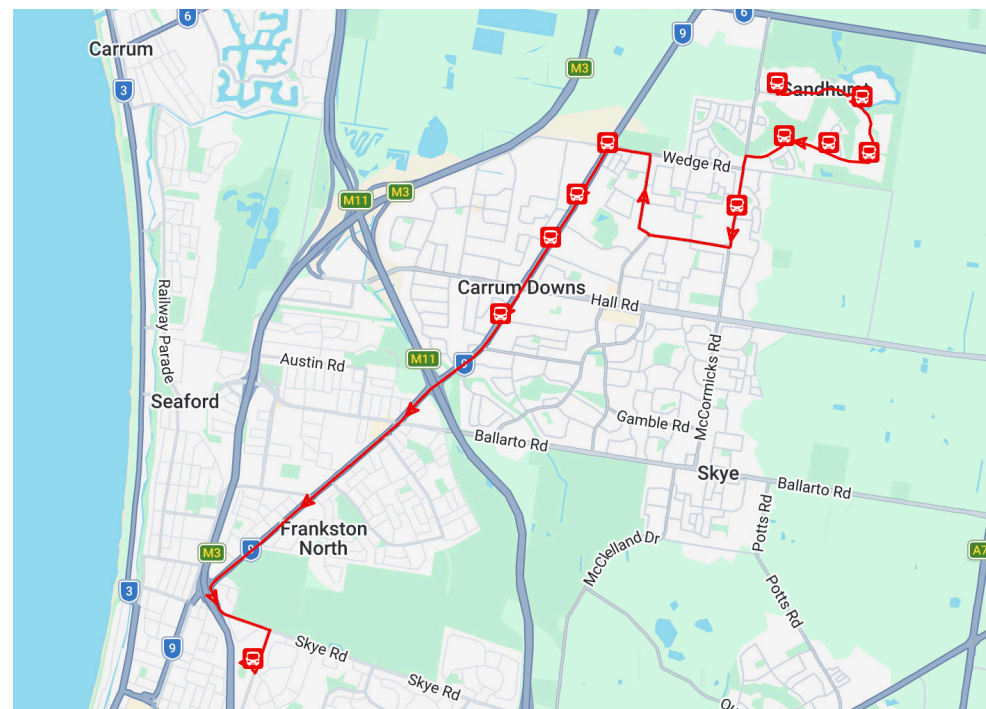 6
6
9
Carrum
M3
3
Sandhurst
Wedge Rd
M3
M11
Carrum Downs
Hall Rd
Railway Parade
McCormicks Rd
Austin Rd
M11
9
Seaford
Gamble Rd
Ballarto Rd
Skye
Ballarto Rd
Potts Rd
Frankston
North
M3
9
McClelland Dr
A7
3
Potts Rd
9
Skye Rd
Skye Rd